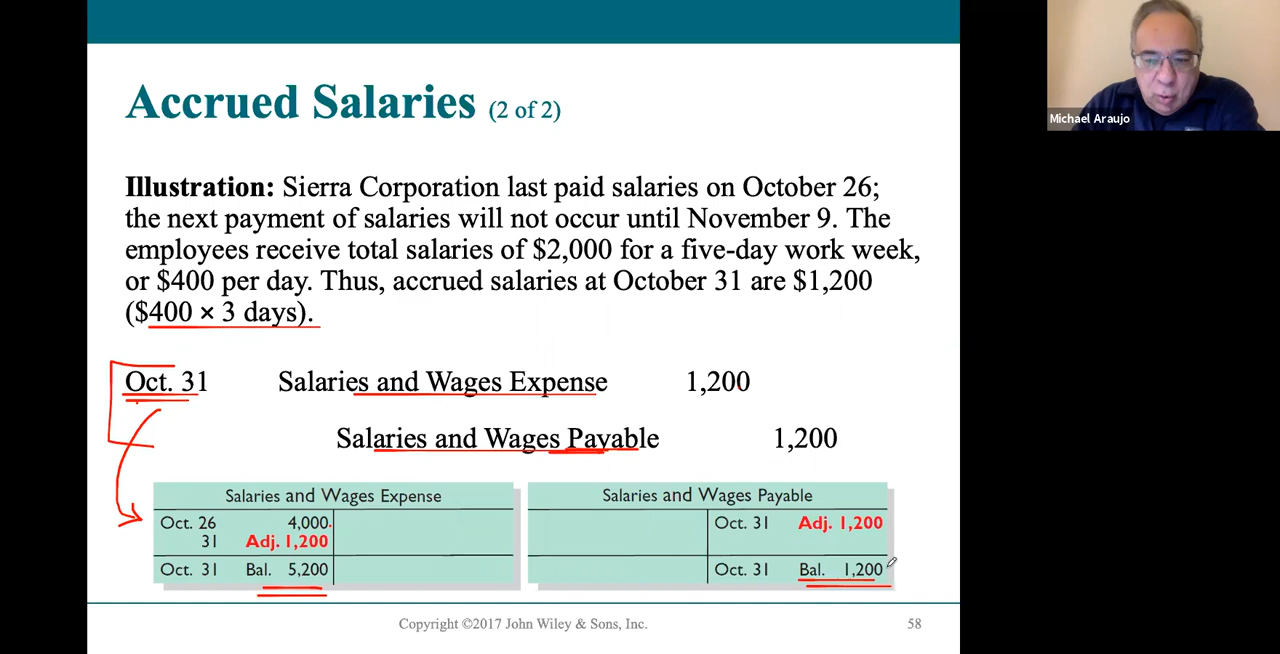 Accrued Salaries (2 of 2)
Michael Araujo
Illustration: Sierra Corporation last paid salaries on October 26;
the next payment of salaries will not occur until November 9. The
employees receive total salaries of $2,000 for a five-day work week,
or $400 per day. Thus, accrued salaries at October 31 are $1,200
($400 × 3 days).
Oct. 31 Salaries and Wages Expense 1,200
Salaries and Wages Payable 1,200
Salaries and Wages Expense
Oct. 26 4,000
31 Adj. 1,200
Oct. 31 Bal. 5,200
Salaries and Wages Payable
Oct. 31 Adj. 1,200
Oct. 31 Bal. 1,200
Copyright ©2017 John Wiley & Sons, Inc. 58